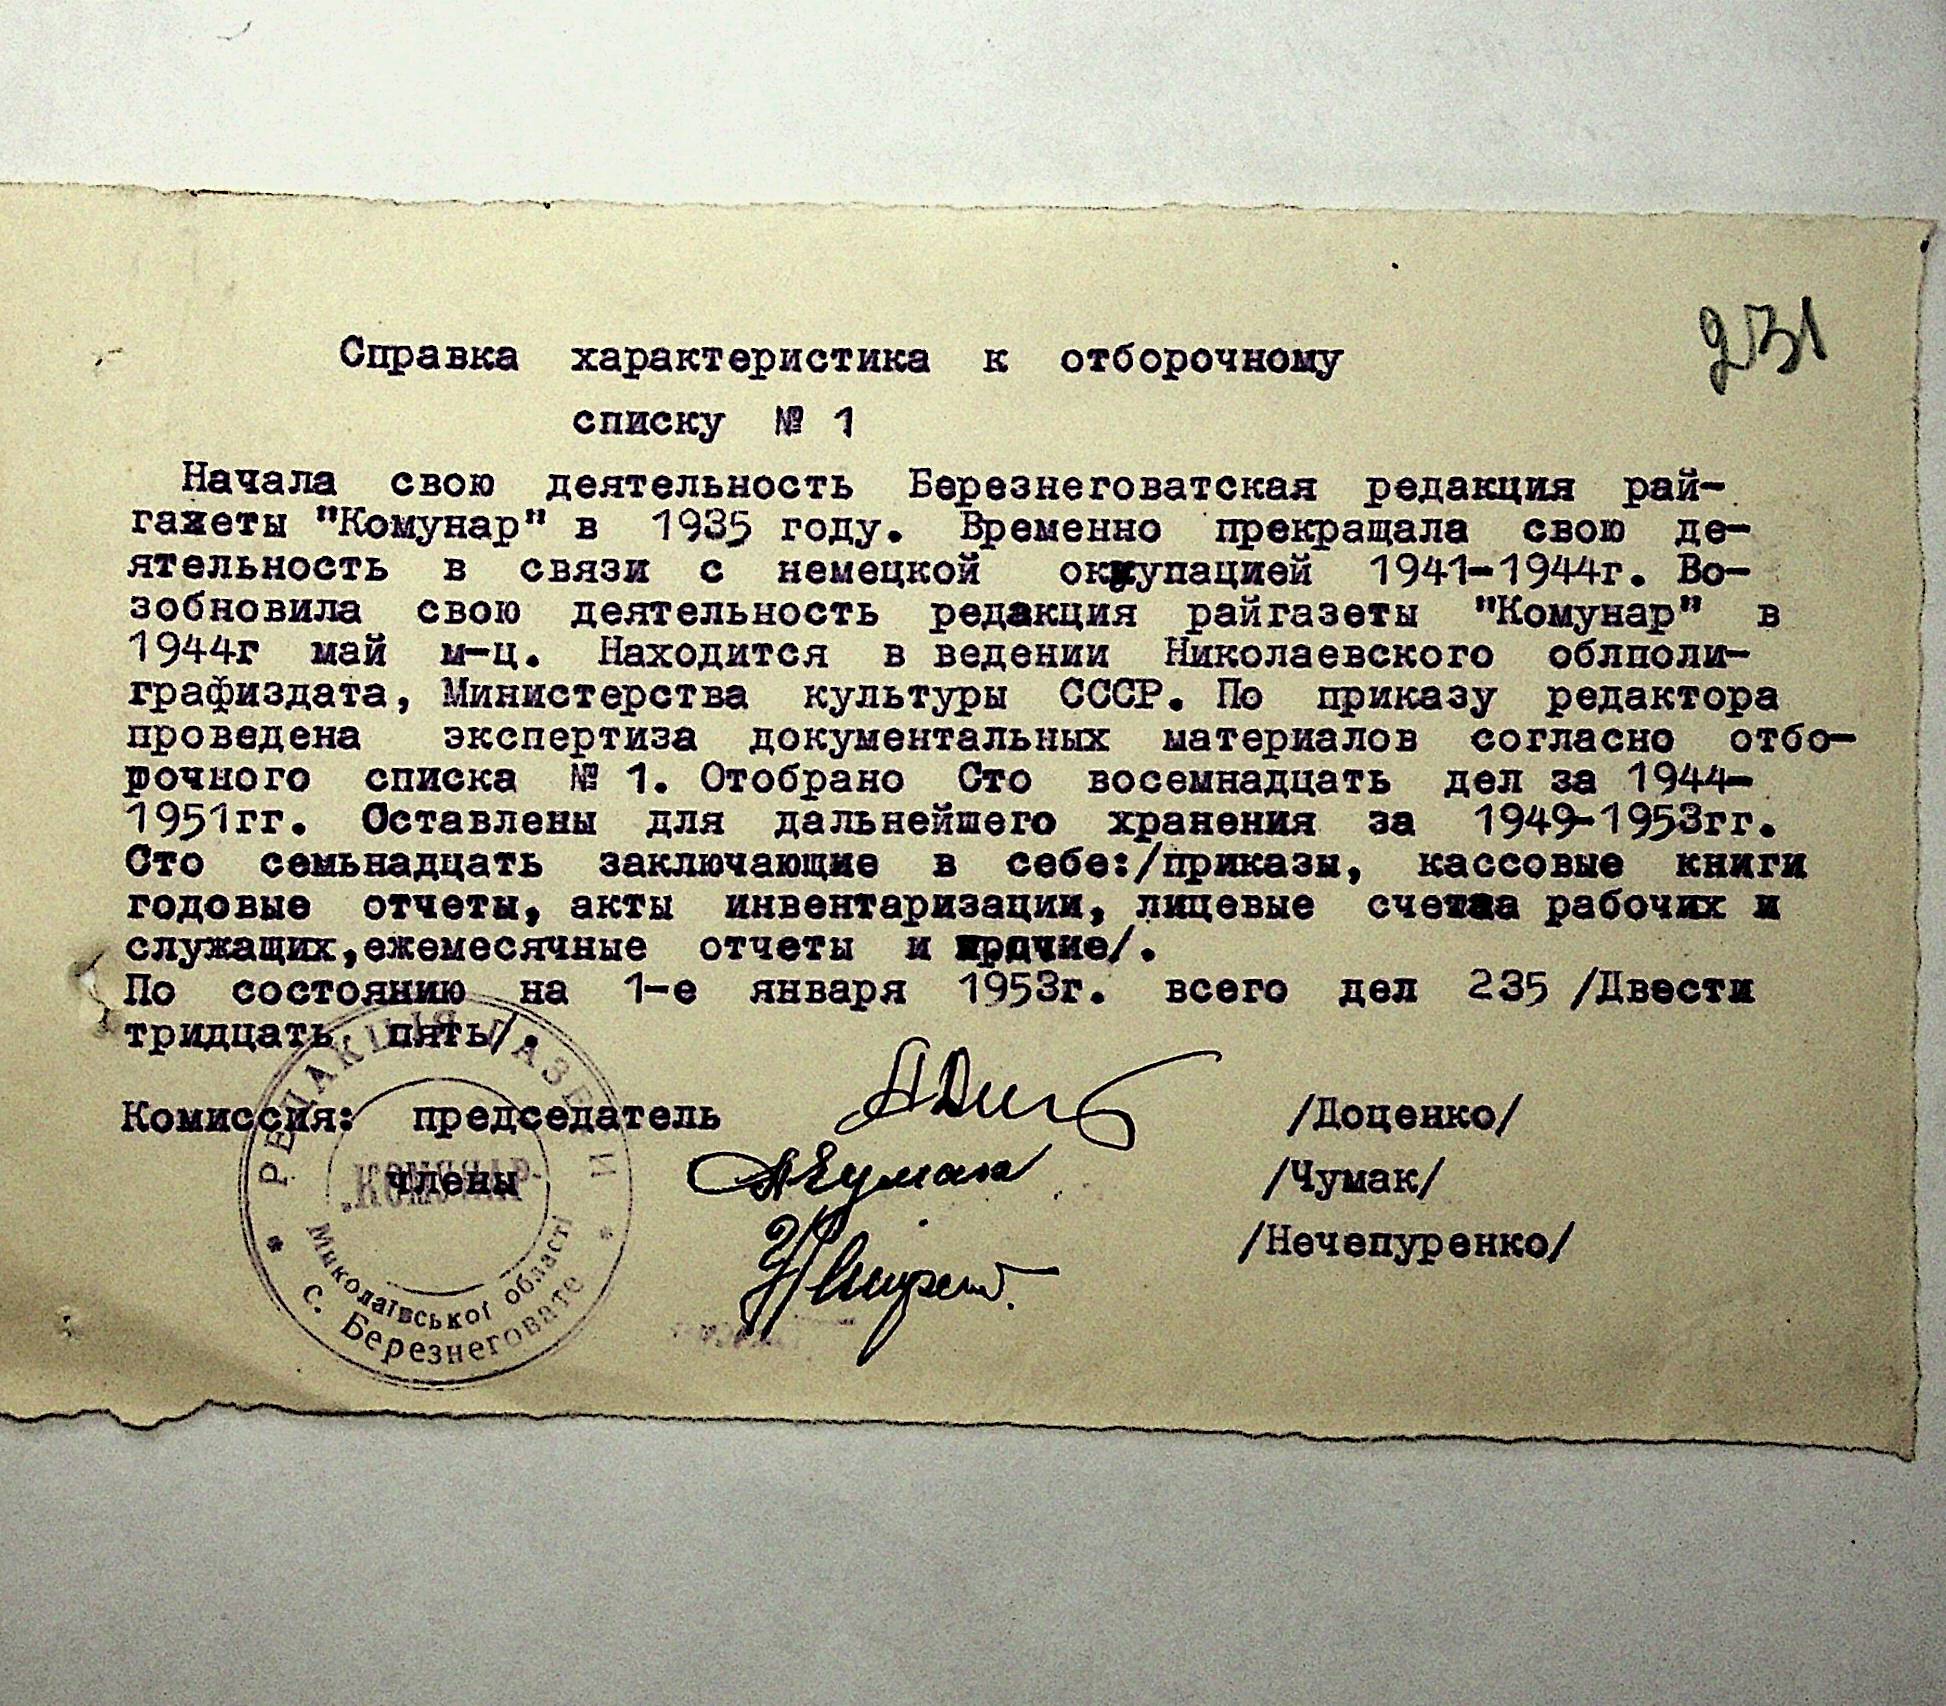 231
Справка характеристика к отборочному
списку № 1
Начала свою деятельность Березнеговатская редакция рай-
газеты "Комунар" в 1935 году. Временно прекращала свою де-
ятельность в связи с немецкой оккупацией 1941-1944г. Во-
зобновила свою деятельность редакция райгазеты "Комунар" в
1944г май м-ц. Находится в ведении Николаевского облполи-
графиздата, Министерства культуры СССР. По приказу редактора
проведена экспертиза документальных материалов согласно отбо-
рочного списка № 1. Отобрано Сто восемнадцать дел за 1944-
1951гг. Оставлены для дальнейшего хранения за 1949-1953гг.
Сто семьнадцать заключающие в себе:/приказы, кассовые книги
годовые отчеты, акты инвентаризации, лицевые счета рабочих и
служащих,ежемесячные отчеты и прочие/.
По состоянию на 1-е января 1953г. всего дел 235 /Двести
тридцать пять/.
Комиссия: председатель /Доценко/
члены АЧумак /Чумак/
/Нечепуренко/
РЕДАКЦІЯ ГАЗЕТИ
"КОМУНАР"
Миколаївської області
с. Березнеговате